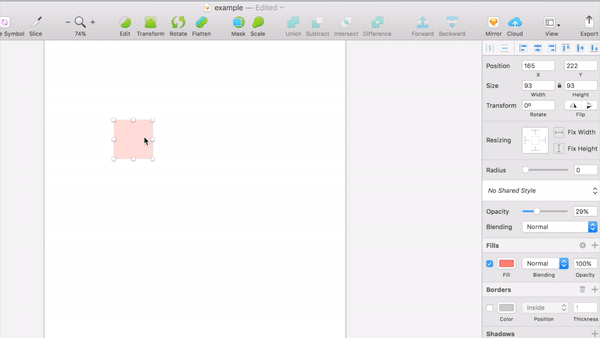 example — Edited
Symbol Slice 74% Edit Transform Rotate Flatten Mask Scale Union Subtract Intersect Difference Forward Backward Mirror Cloud View Export
Position 165 222
X Y
Size 93 93
Width Height
Transform 0º
Rotate Flip
Resizing Fix Width
Fix Height
Radius 0
No Shared Style
Opacity 29%
Blending Normal
Fills
Normal 100%
Fill Blending Opacity
Borders
Inside 1
Color Position Thickness
Shadows